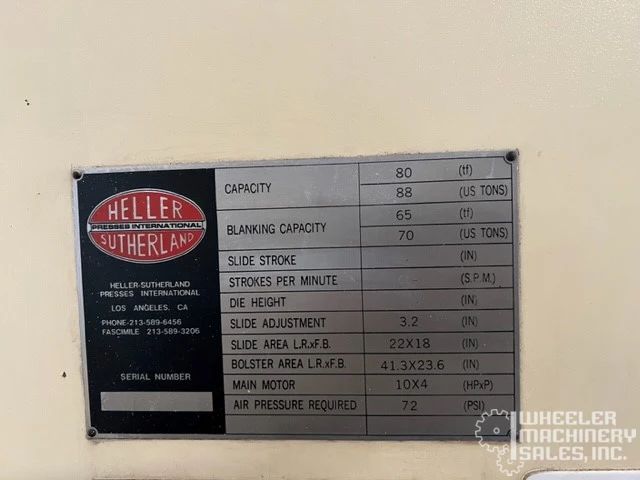 HELLER
PRESSES INTERNATIONAL
SUTHERLAND
HELLER-SUTHERLAND
PRESSES INTERNATIONAL
LOS ANGELES, CA
PHONE-213-589-6456
FASCIMILE 213-589-3206
SERIAL NUMBER
CAPACITY 80 (tf)
88 (US TONS)
BLANKING CAPACITY 65 (tf)
70 (US TONS)
SLIDE STROKE (IN)
STROKES PER MINUTE (S.P.M.)
DIE HEIGHT (IN)
SLIDE ADJUSTMENT 3.2 (IN)
SLIDE AREA L.R.xF.B. 22X18 (IN)
BOLSTER AREA L.R.xF.B. 41.3X23.6 (IN)
MAIN MOTOR 10X4 (HPxP)
AIR PRESSURE REQUIRED 72 (PSI)
WHEELER
MACHINERY
SALES, INC.